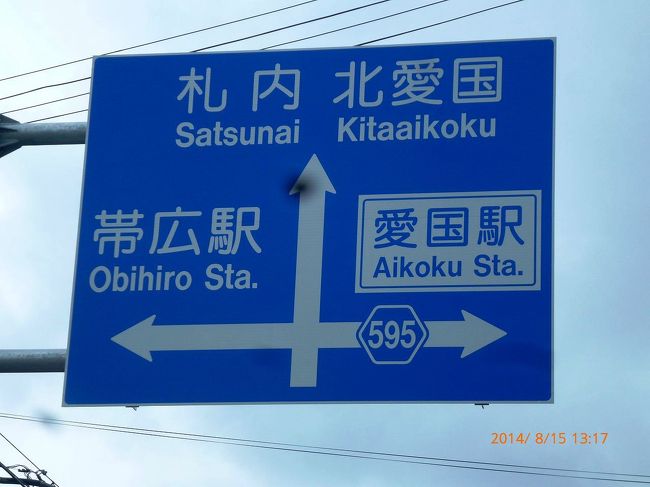 札内 北愛国
Satsunai Kitaaikoku
帯広駅
Obihiro Sta.
愛国駅
Aikoku Sta.
595
2014/ 8/15 13:17